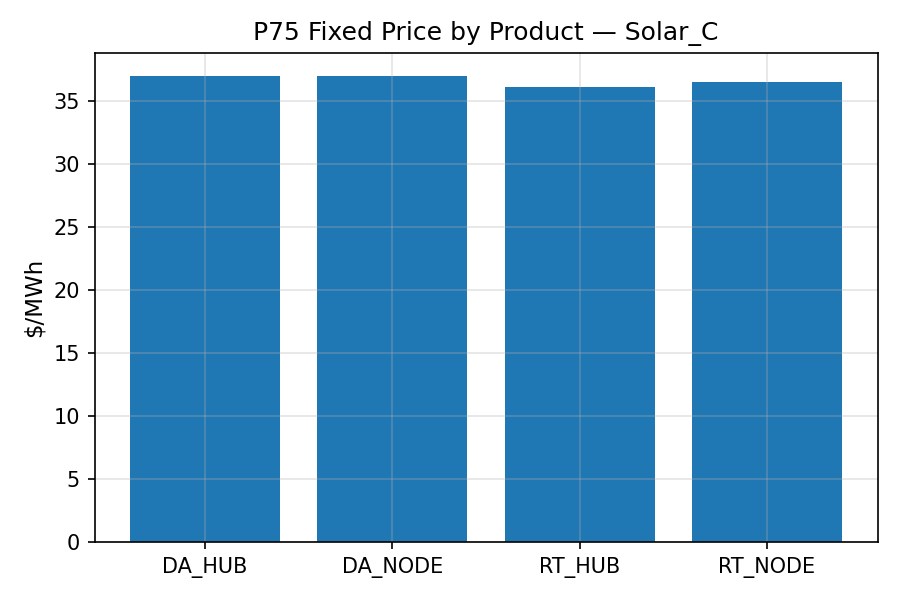 P75 Fixed Price by Product — Solar_C
$/MWh
35
30
25
20
15
10
5
0
DA_HUB DA_NODE RT_HUB RT_NODE